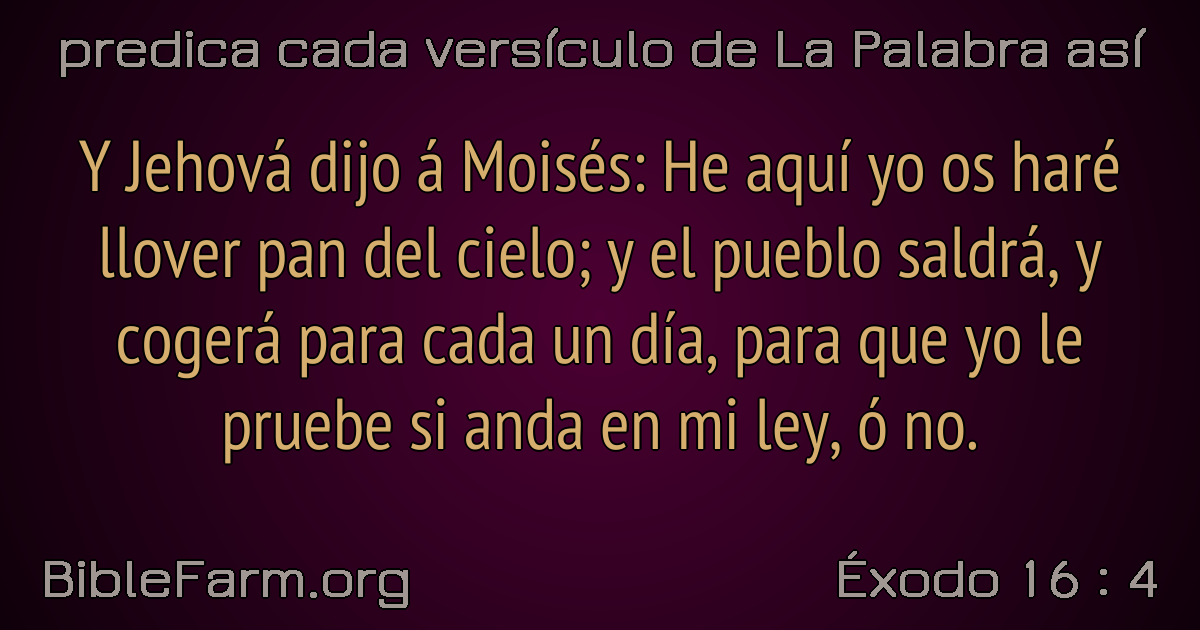 predica cada versículo de La Palabra así
Y Jehová dijo á Moisés: He aquí yo os haré
llover pan del cielo; y el pueblo saldrá, y
cogerá para cada un día, para que yo le
pruebe si anda en mi ley, ó no.
BibleFarm.org
Éxodo 16 : 4